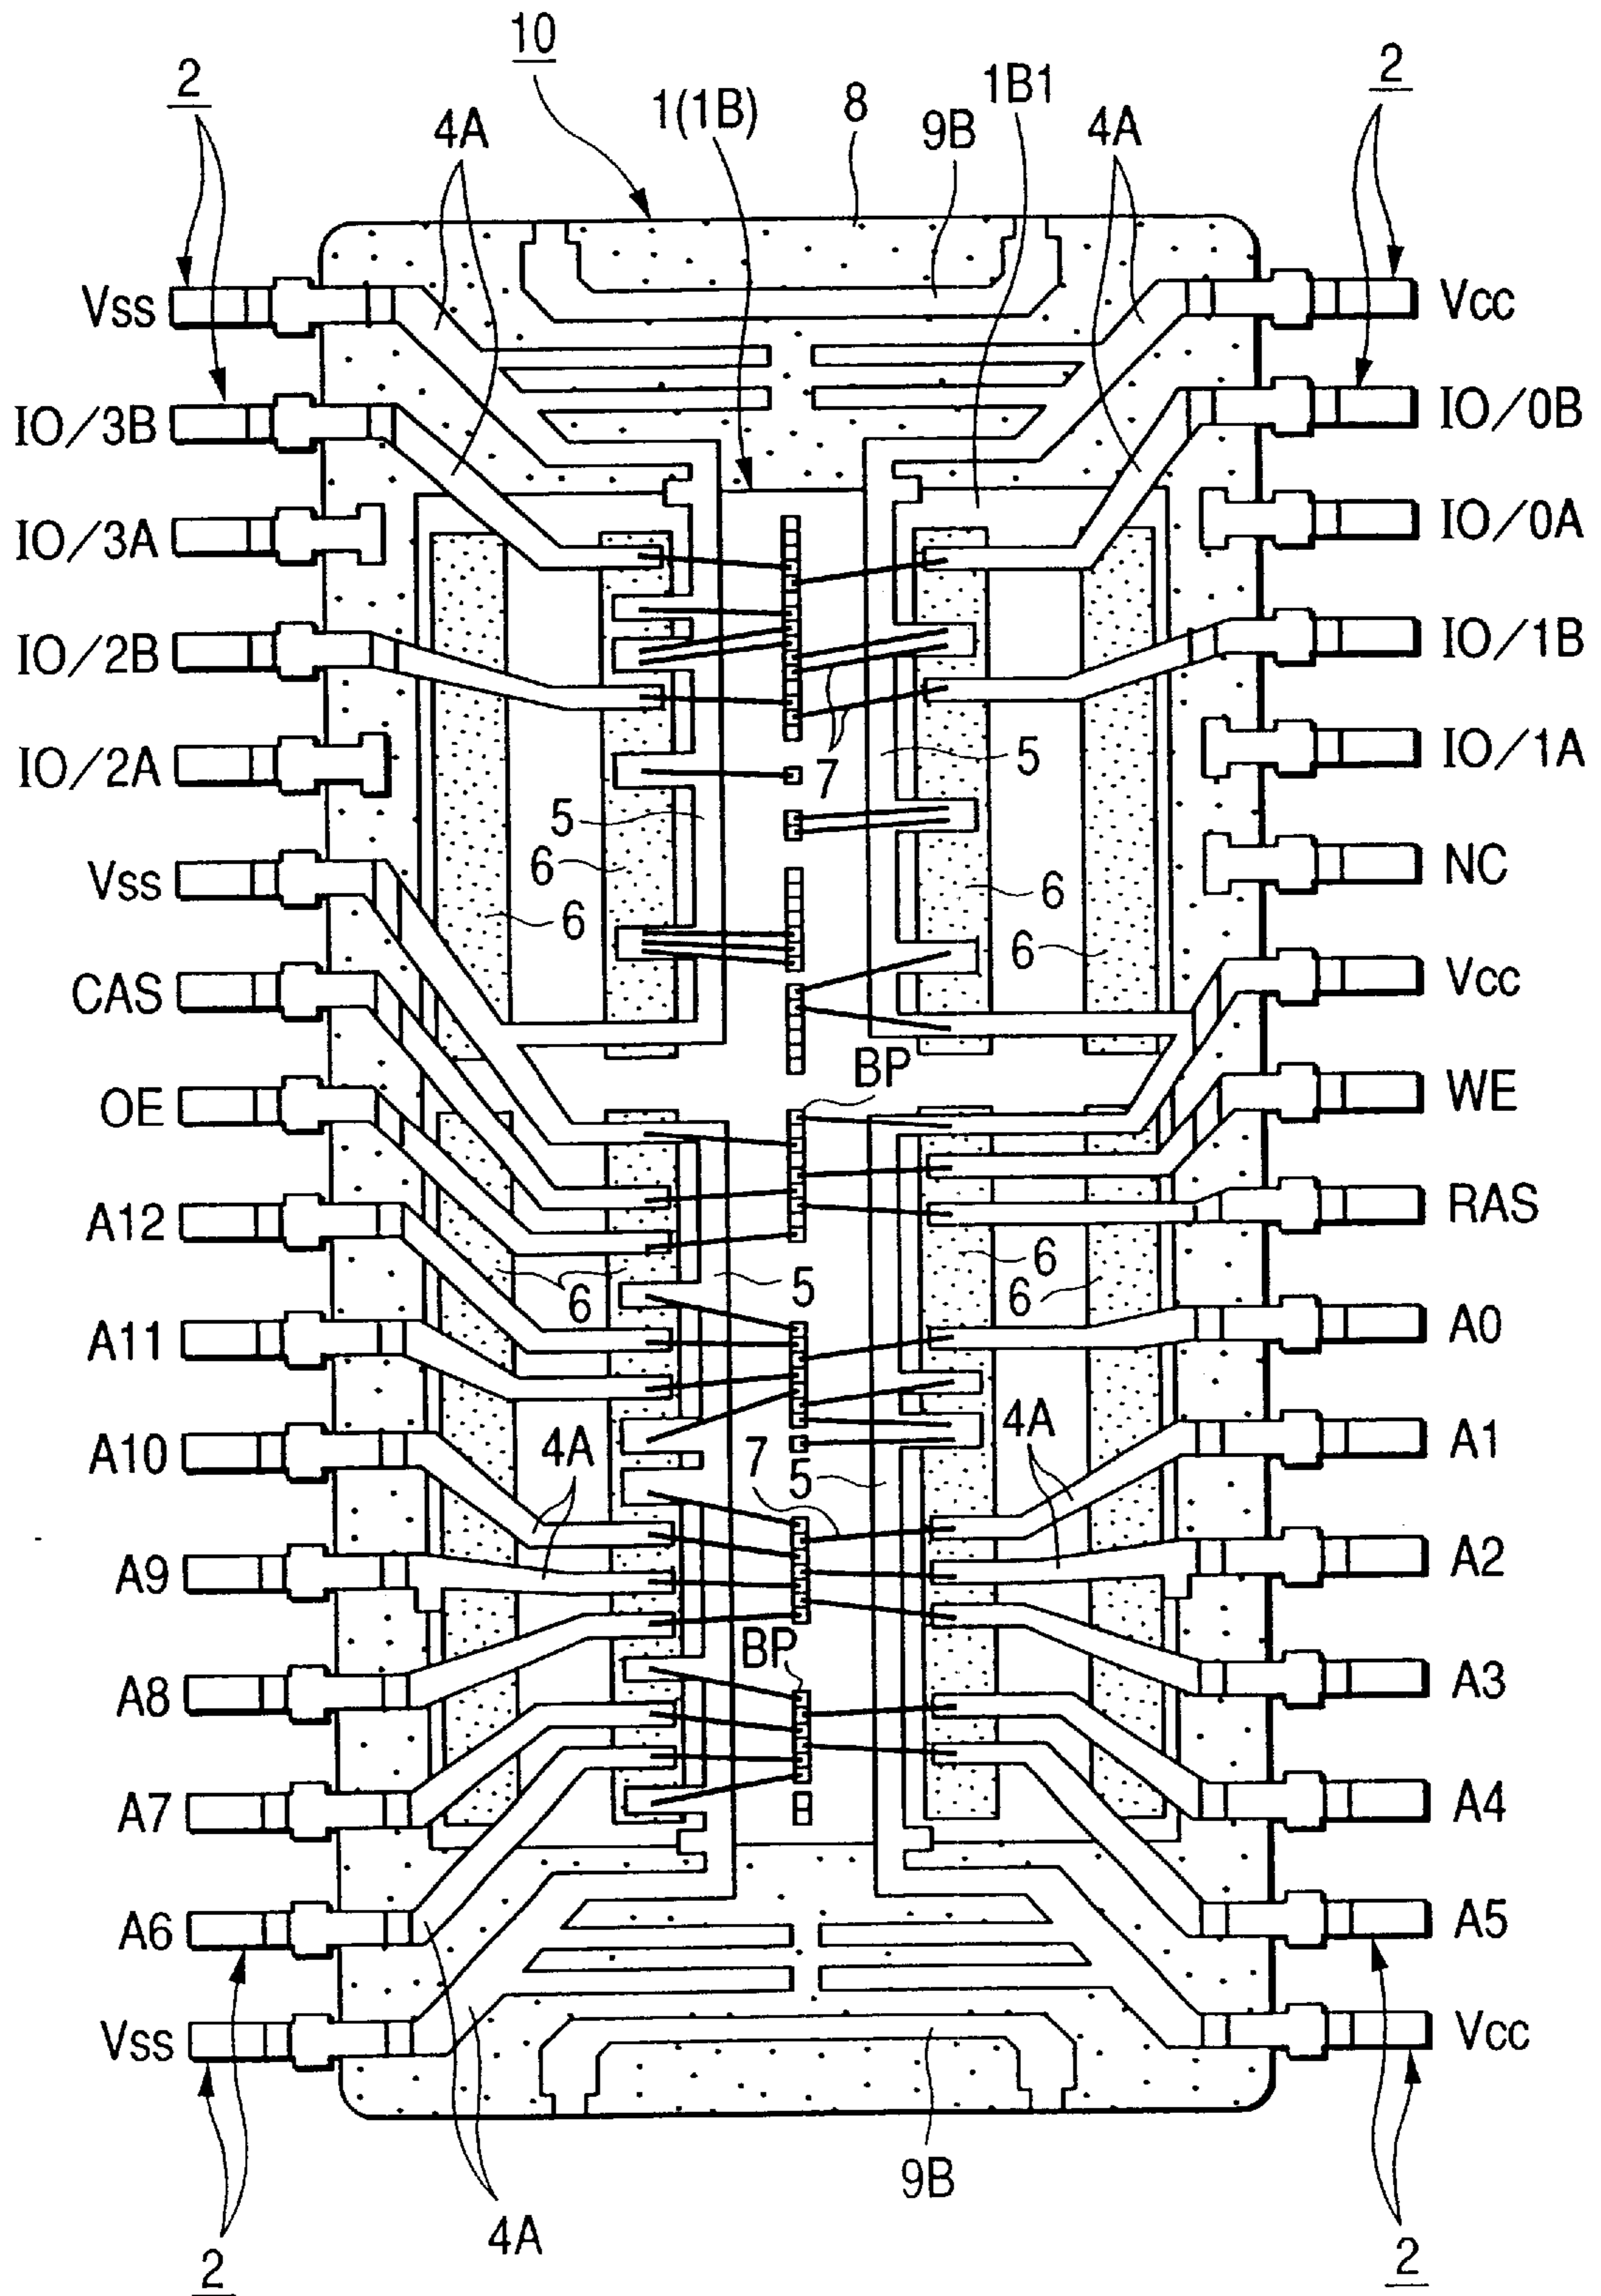 10
2
2
1(1B)
8
1B1
4A
9B
4A
Vss
Vcc
IO/3B
IO/0B
IO/3A
IO/0A
IO/2B
IO/1B
IO/2A
7
5
IO/1A
5
Vss
6
6
NC
6
6
CAS
Vcc
BP
OE
WE
A12
RAS
6
5
6
6
A11
A0
A10
4A
7
5
4A
A1
A9
A2
BP
A8
A3
A7
A4
A6
A5
Vss
Vcc
9B
4A
2
2